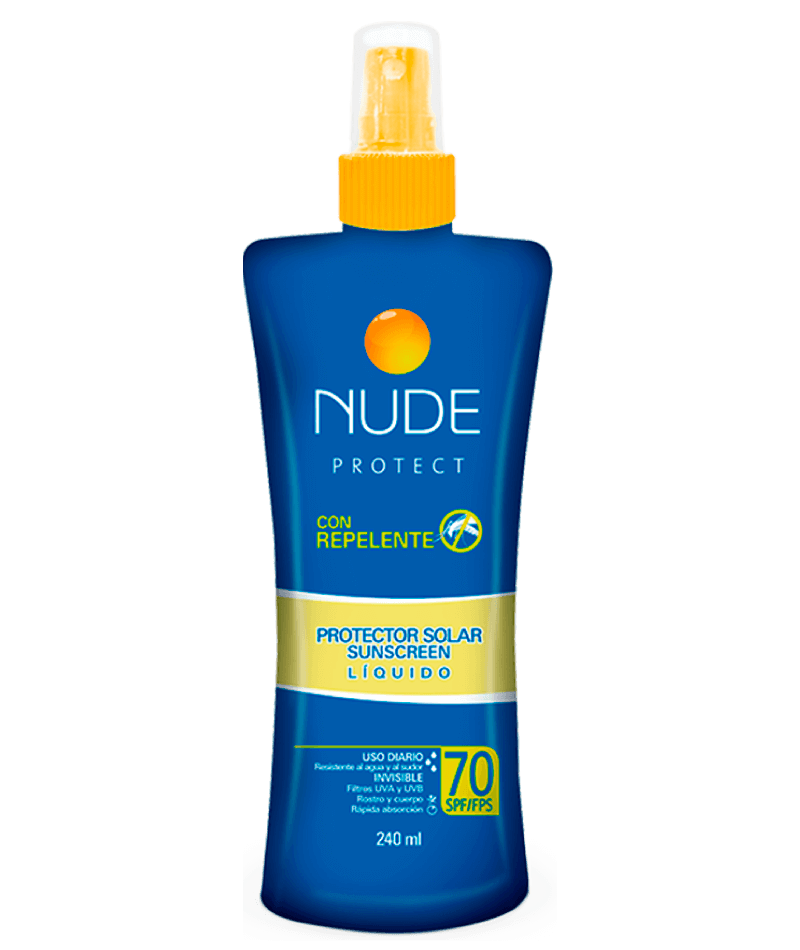 NUDE
PROTECT
CON
REPELENTE
PROTECTOR SOLAR
SUNSCREEN
LÍQUIDO
USO DIARIO
Resistente al agua y al sudor
INVISIBLE
Filtros UVA y UVB
Rostro y cuerpo
Rápida absorción
70
SPF/FPS
240 ml